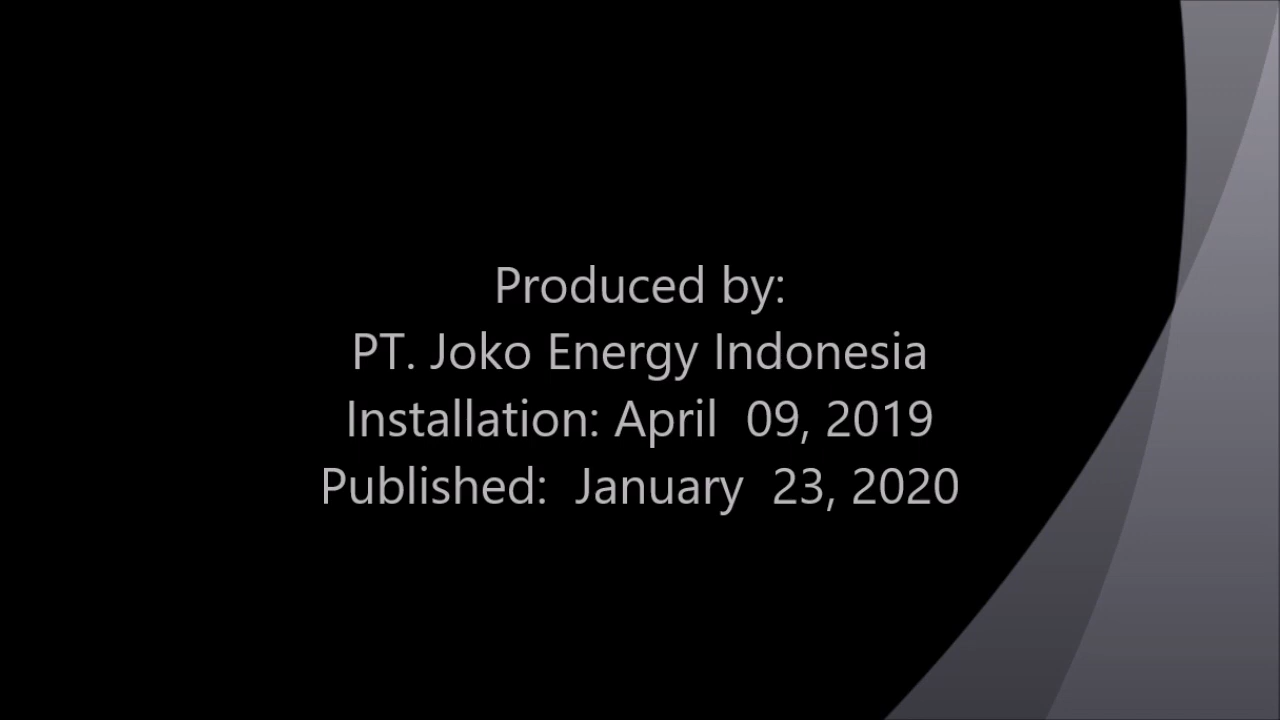 Produced by:
PT. Joko Energy Indonesia
Installation: April  09, 2019
Published:  January  23, 2020